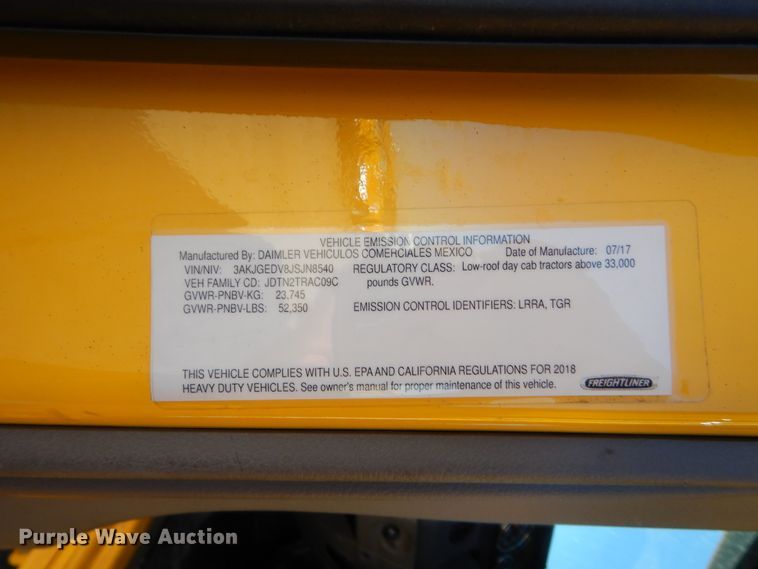 VEHICLE EMISSION CONTROL INFORMATION
Manufactured By: DAIMLER VEHICULOS COMERCIALES MEXICO Date of Manufacture: 07/17
VIN/NIV: 3AKJGEDV8JSJN8540 REGULATORY CLASS: Low-roof day cab tractors above 33,000
VEH FAMILY CD: JDTN2TRAC09C pounds GVWR.
GVWR-PNBV-KG: 23,745
GVWR-PNBV-LBS: 52,350 EMISSION CONTROL IDENTIFIERS: LRRA, TGR
THIS VEHICLE COMPLIES WITH U.S. EPA AND CALIFORNIA REGULATIONS FOR 2018
HEAVY DUTY VEHICLES. See owner's manual for proper maintenance of this vehicle.
FREIGHTLINER
Purple Wave Auction®